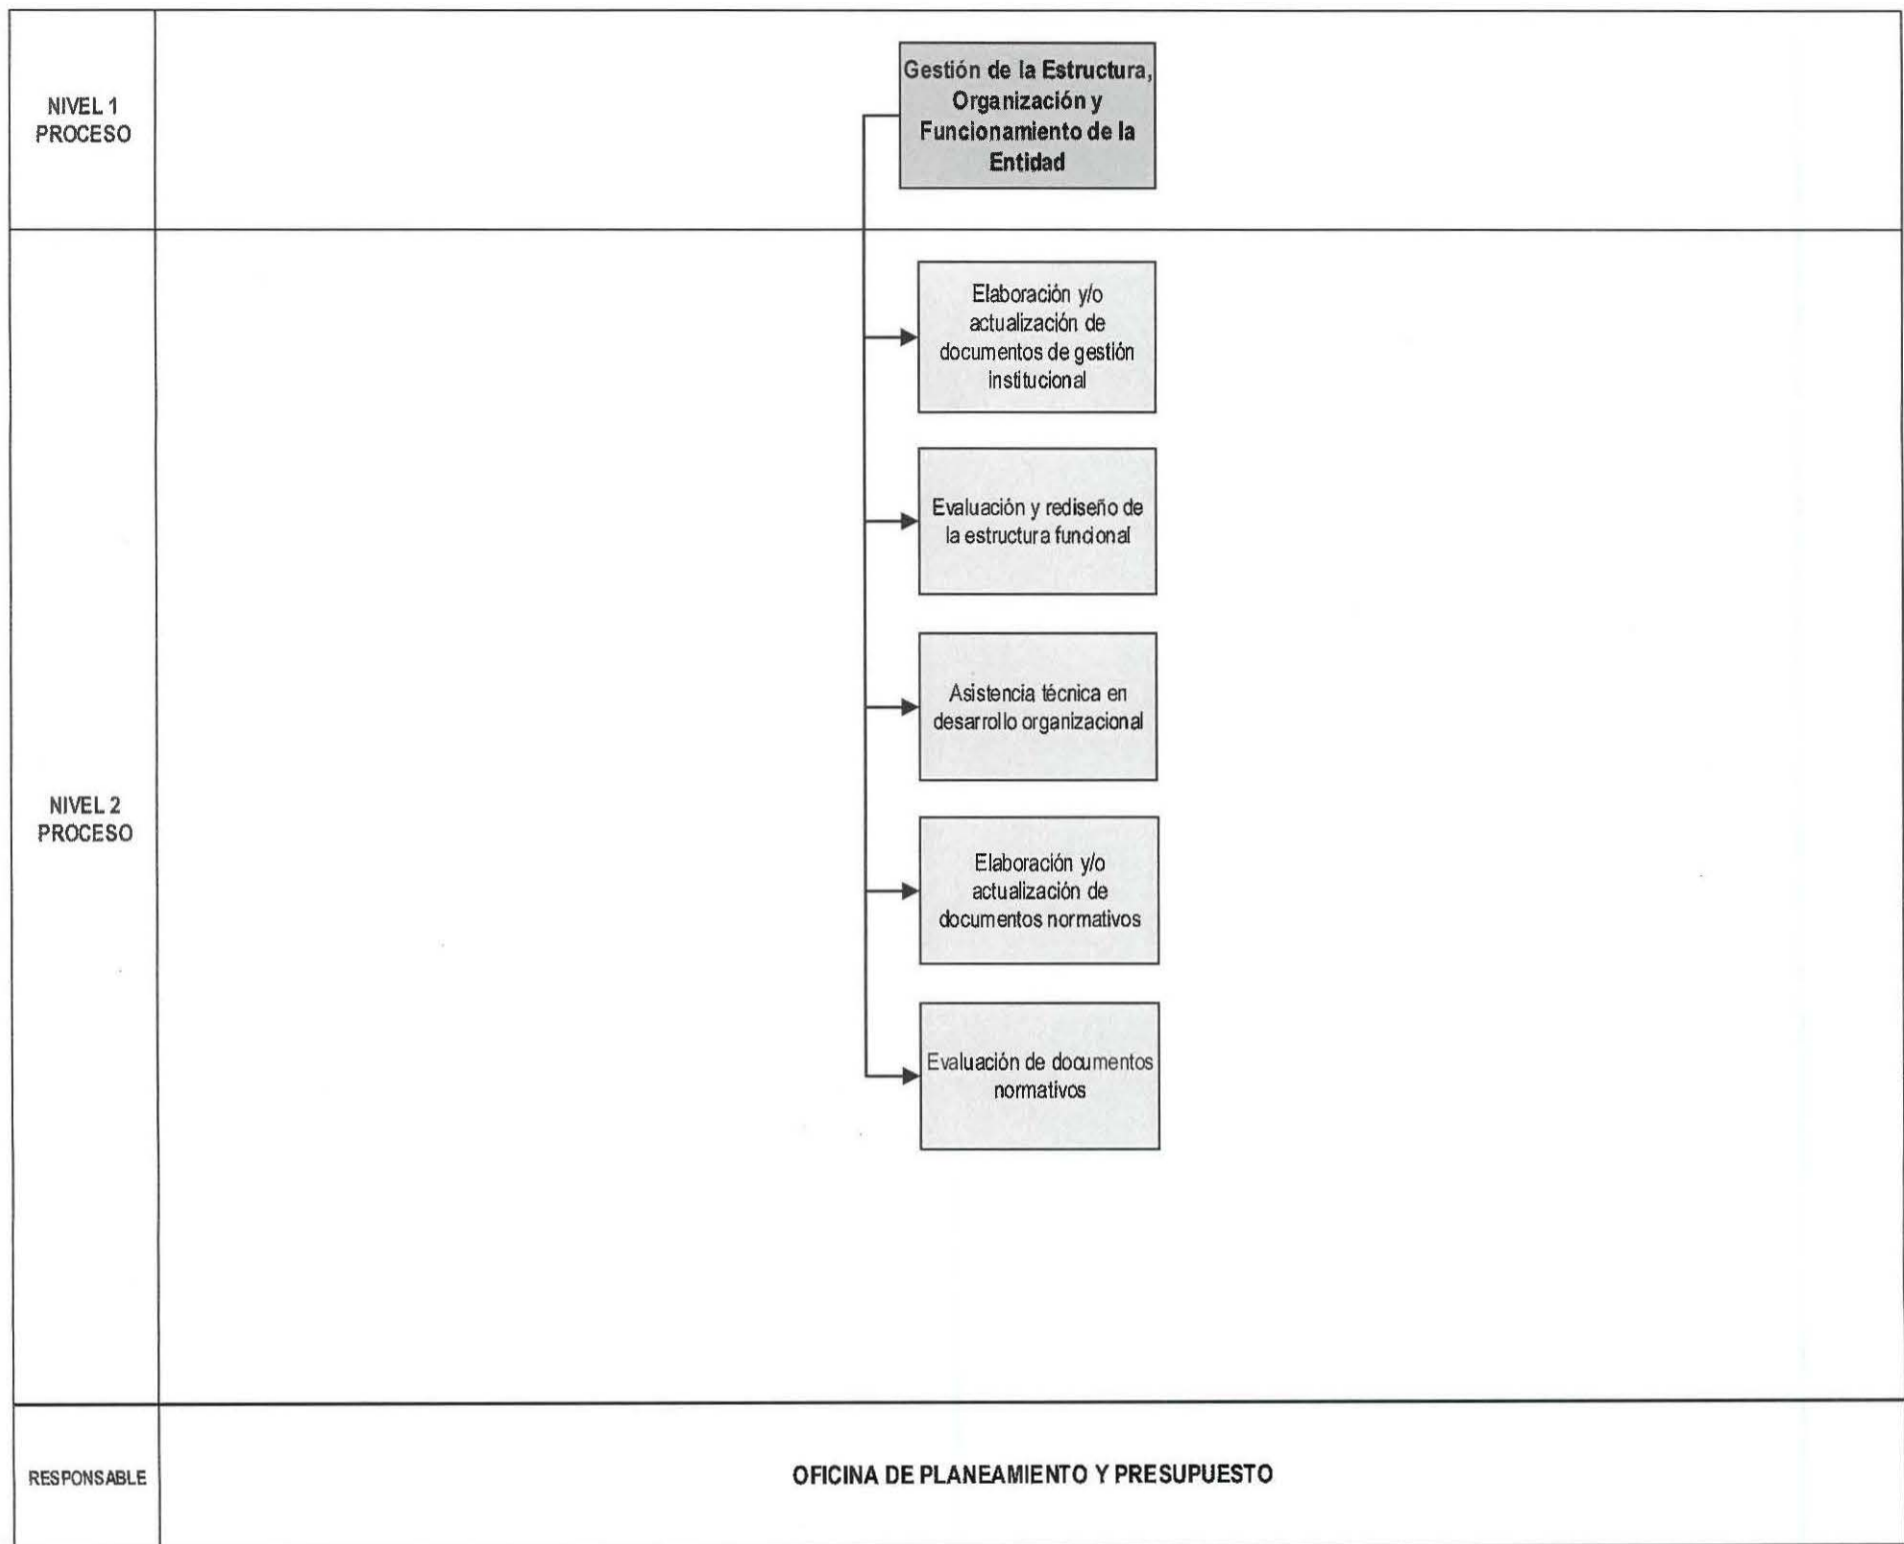 NIVEL 1
PROCESO
Gestión de la Estructura,
Organización y
Funcionamiento de la
Entidad
NIVEL 2
PROCESO
Elaboración y/o
actualización de
documentos de gestión
institucional
Evaluación y rediseño de
la estructura funcional
Asistencia técnica en
desarrollo organizacional
Elaboración y/o
actualización de
documentos normativos
Evaluación de documentos
normativos
RESPONSABLE
OFICINA DE PLANEAMIENTO Y PRESUPUESTO